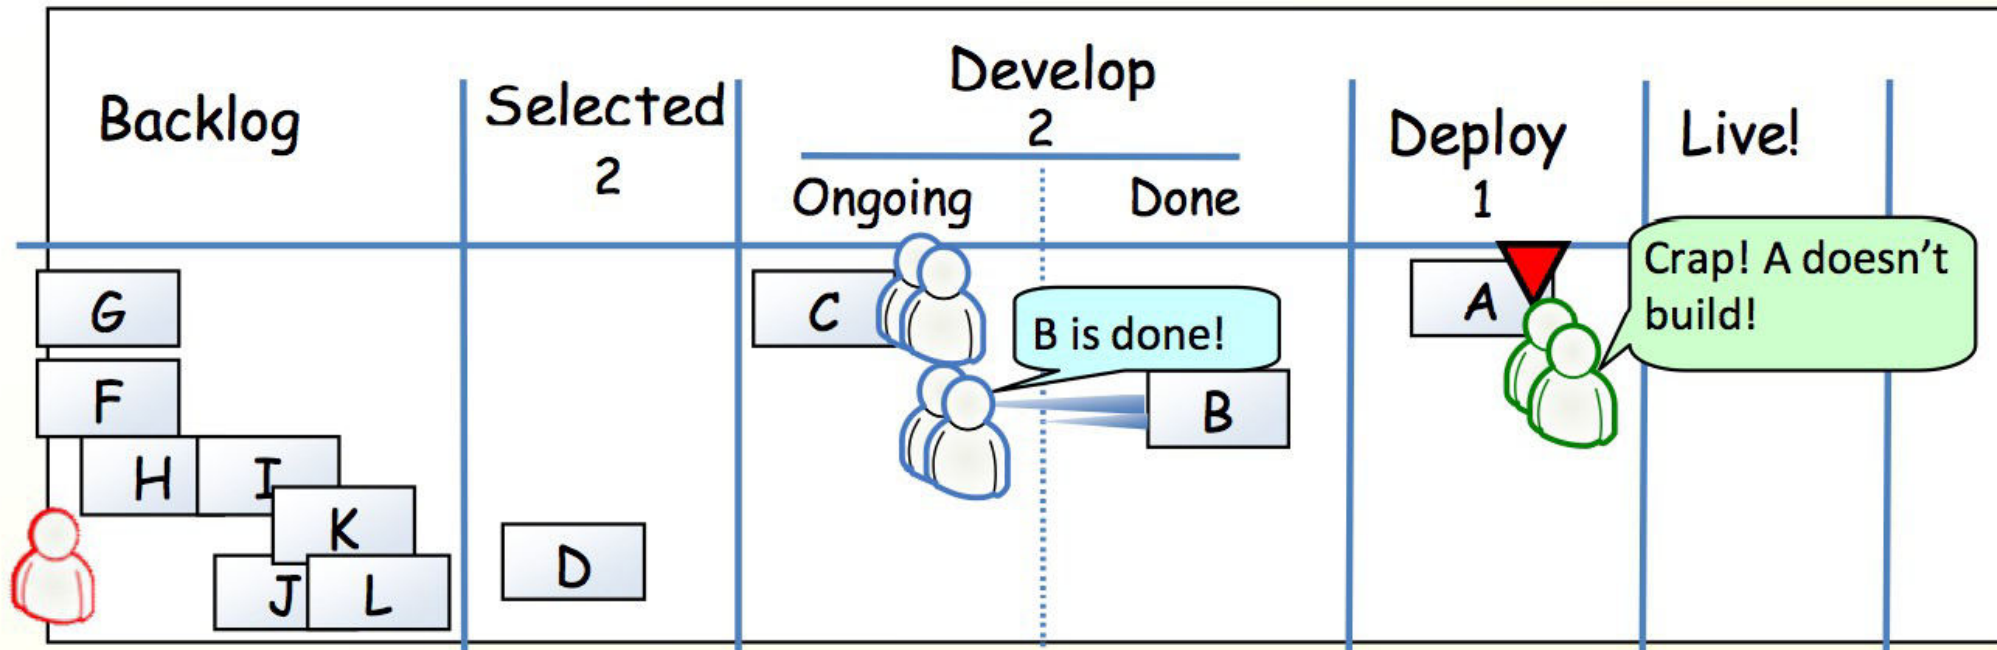 Backlog
Selected
2
Develop
2
Ongoing
Done
Deploy
1
Live!
G
F
H
I
K
J
L
D
C
B is done!
B
A
Crap! A doesn't
build!